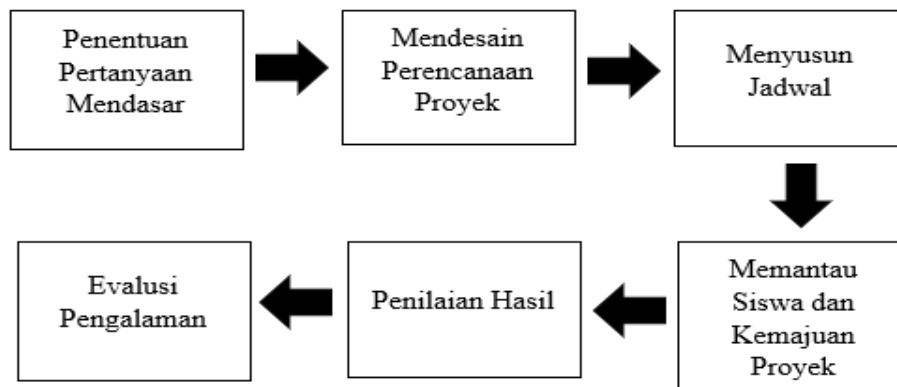 Penentuan
Pertanyaan
Mendasar
Mendesain
Perencanaan
Proyek
Menyusun
Jadwal
Memantau
Siswa dan
Kemajuan
Proyek
Penilaian Hasil
Evalusi
Pengalaman